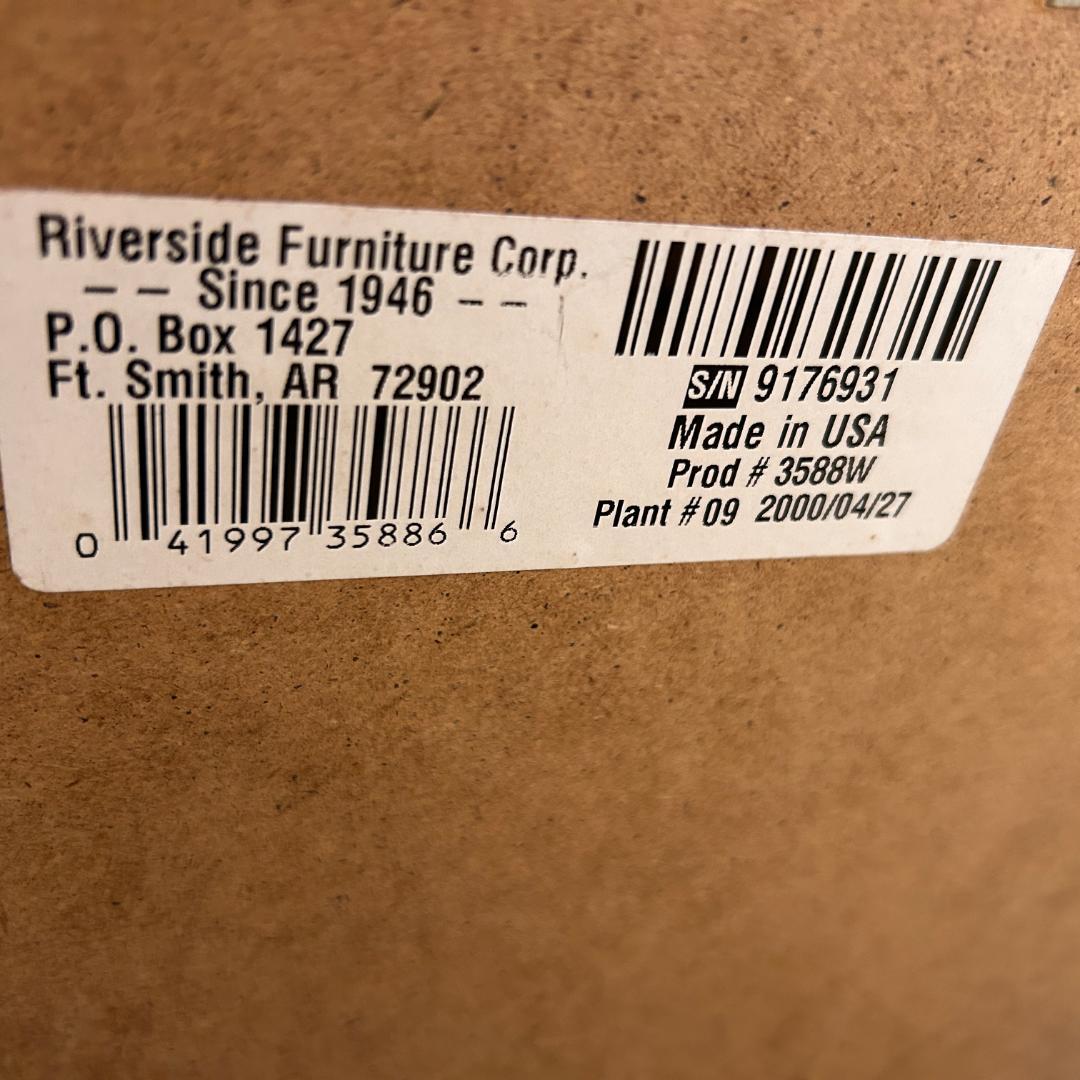 Riverside Furniture Corp.
-- Since 1946 --
P.O. Box 1427
Ft. Smith, AR 72902
0 41997 35886 6
S/N 9176931
Made in USA
Prod # 3588W
Plant # 09 2000/04/27